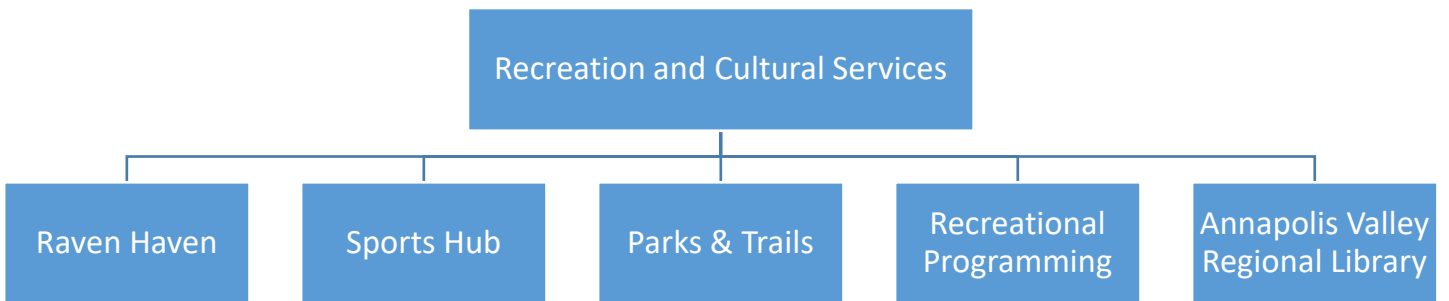 Recreation and Cultural Services
Raven Haven
Sports Hub
Parks & Trails
Recreational
Programming
Annapolis Valley
Regional Library